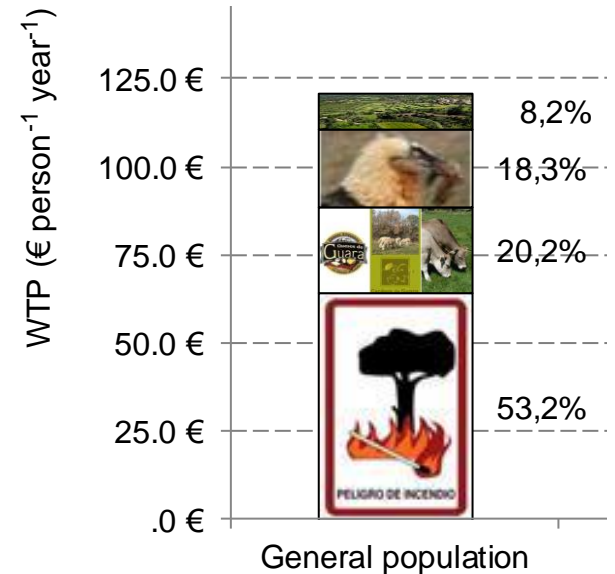 WTP (€ person-1 year-1)
125.0 €
100.0 €
75.0 €
50.0 €
25.0 €
.0 €
8,2%
18,3%
20,2%
53,2%
Guara
PELIGRO DE INCENDIO
General population